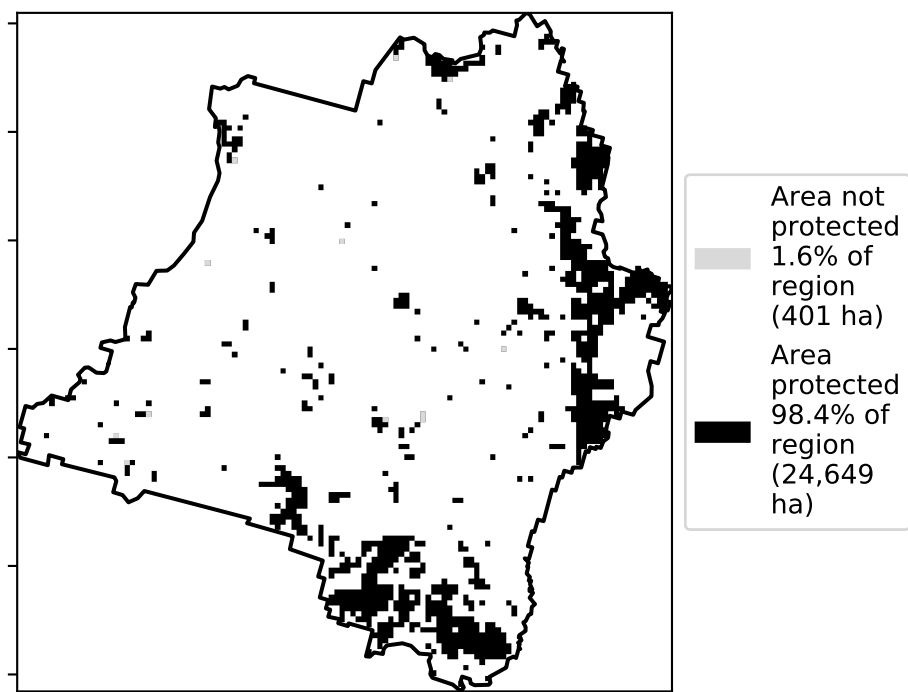 Area not
protected
1.6% of
region
(401 ha)
Area
protected
98.4% of
region
(24,649
ha)